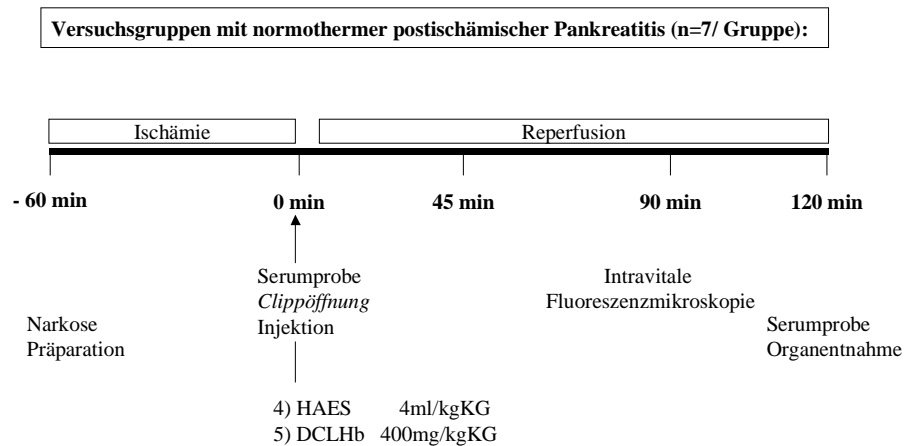 Versuchsgruppen mit normothermer postischämischer Pankreatitis (n=7/ Gruppe):
Ischämie Reperfusion
- 60 min 0 min 45 min 90 min 120 min
Serumprobe
Clippöffnung
Injektion
Intravitale
Fluoreszenzmikroskopie
Narkose
Präparation
Serumprobe
Organentnahme
4) HAES 4ml/kgKG
5) DCLHb 400mg/kgKG